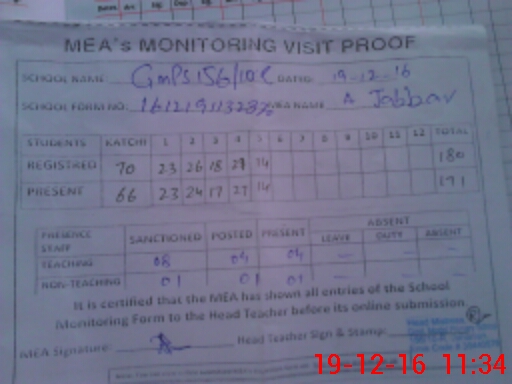 MEA's MONITORING VISIT PROOF
SCHOOL NAME GMPS 156/10R DATED: 19-12-16
SCHOOL FORM NO: MEA NAME A Jabbar
STUDENTS KATCHI 1 2 3 4 5 6 7 8 9 10 11 12 TOTAL
REGISTRED 70 23 26 18 29 14 180
PRESENT 66 23 24 17 27 14 171
PRESENCE STAFF SANCTIONED POSTED PRESENT ABSENT
LEAVE DUTY ABSENT
TEACHING 08 04 04 — — —
NON-TEACHING 01 01 01 — — —
It is certified that the MEA has shown all entries of the School
Monitoring Form to the Head Teacher before its online submission.
MEA Signature: Head Teacher Sign & Stamp:
19-12-16 11:34